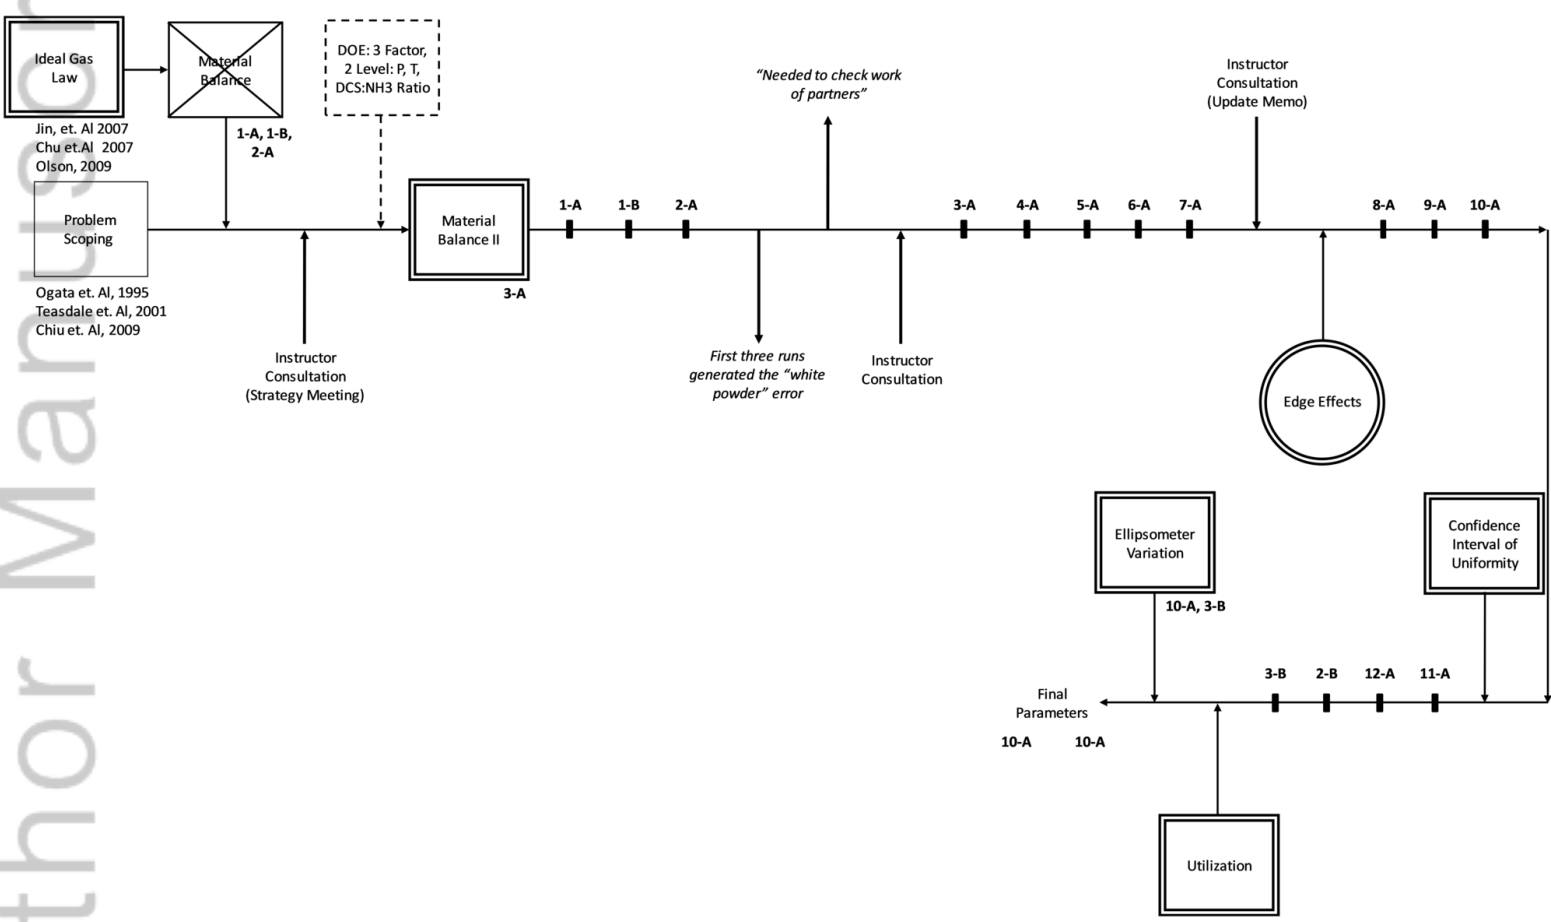 Ideal Gas
Law
Material
Balance
DOE: 3 Factor,
2 Level: P, T,
DCS:NH3 Ratio
Jin, et. Al 2007
Chu et.Al  2007
Olson, 2009
1-A, 1-B,
2-A
Problem
Scoping
Ogata et. Al, 1995
Teasdale et. Al, 2001
Chiu et. Al, 2009
Instructor
Consultation
(Strategy Meeting)
Material
Balance II
3-A
1-A
1-B
2-A
"Needed to check work
of partners"
First three runs
generated the "white
powder" error
Instructor
Consultation
3-A
4-A
5-A
6-A
7-A
Instructor
Consultation
(Update Memo)
Edge Effects
8-A
9-A
10-A
Confidence
Interval of
Uniformity
Ellipsometer
Variation
10-A, 3-B
3-B
2-B
12-A
11-A
Final
Parameters
10-A
10-A
Utilization
thor Manuscr